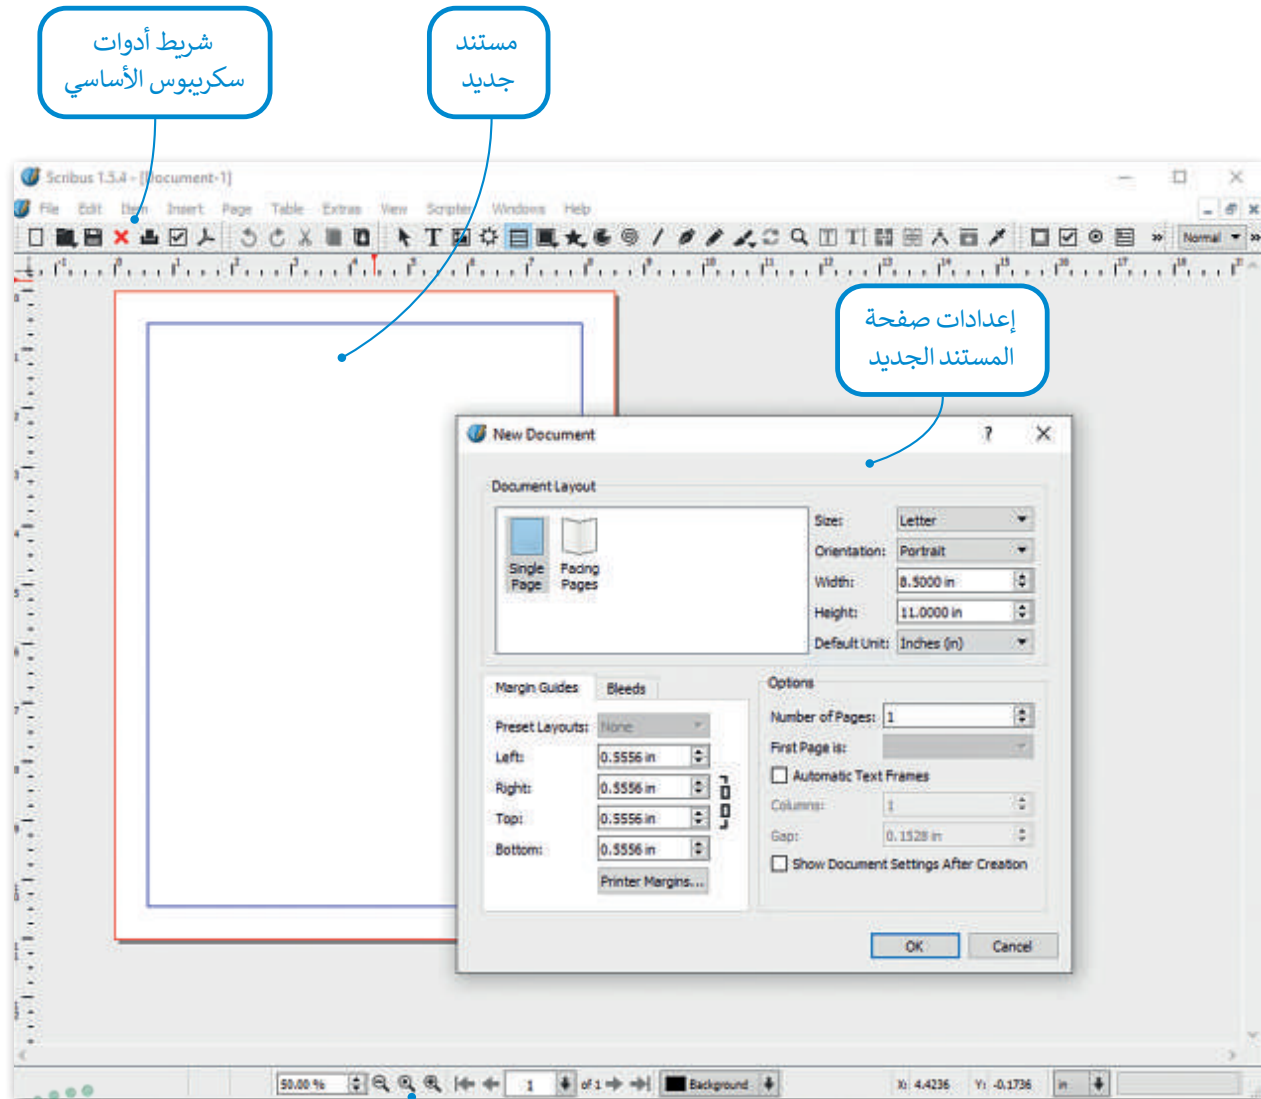 شريط أدوات
سكريبوس الأساسي
مستند
جديد
Scribus 1.5.4 - [Document-1]
File Edit Item Insert Page Table Extras View Scripter Windows Help
Normal
إعدادات صفحة
المستند الجديد
New Document
Document Layout
Single
Page
Facing
Pages
Size: Letter
Orientation: Portrait
Width: 8.5000 in
Height: 11.0000 in
Default Unit: Inches (in)
Margin Guides Bleeds
Preset Layouts: None
Left: 0.5556 in
Right: 0.5556 in
Top: 0.5556 in
Bottom: 0.5556 in
Printer Margins...
Options
Number of Pages: 1
First Page is:
Automatic Text Frames
Columns: 1
Gap: 0.1528 in
Show Document Settings After Creation
OK Cancel
50.00 % 1 of 1 Background X: 4.4236 Y: -0.1736 in